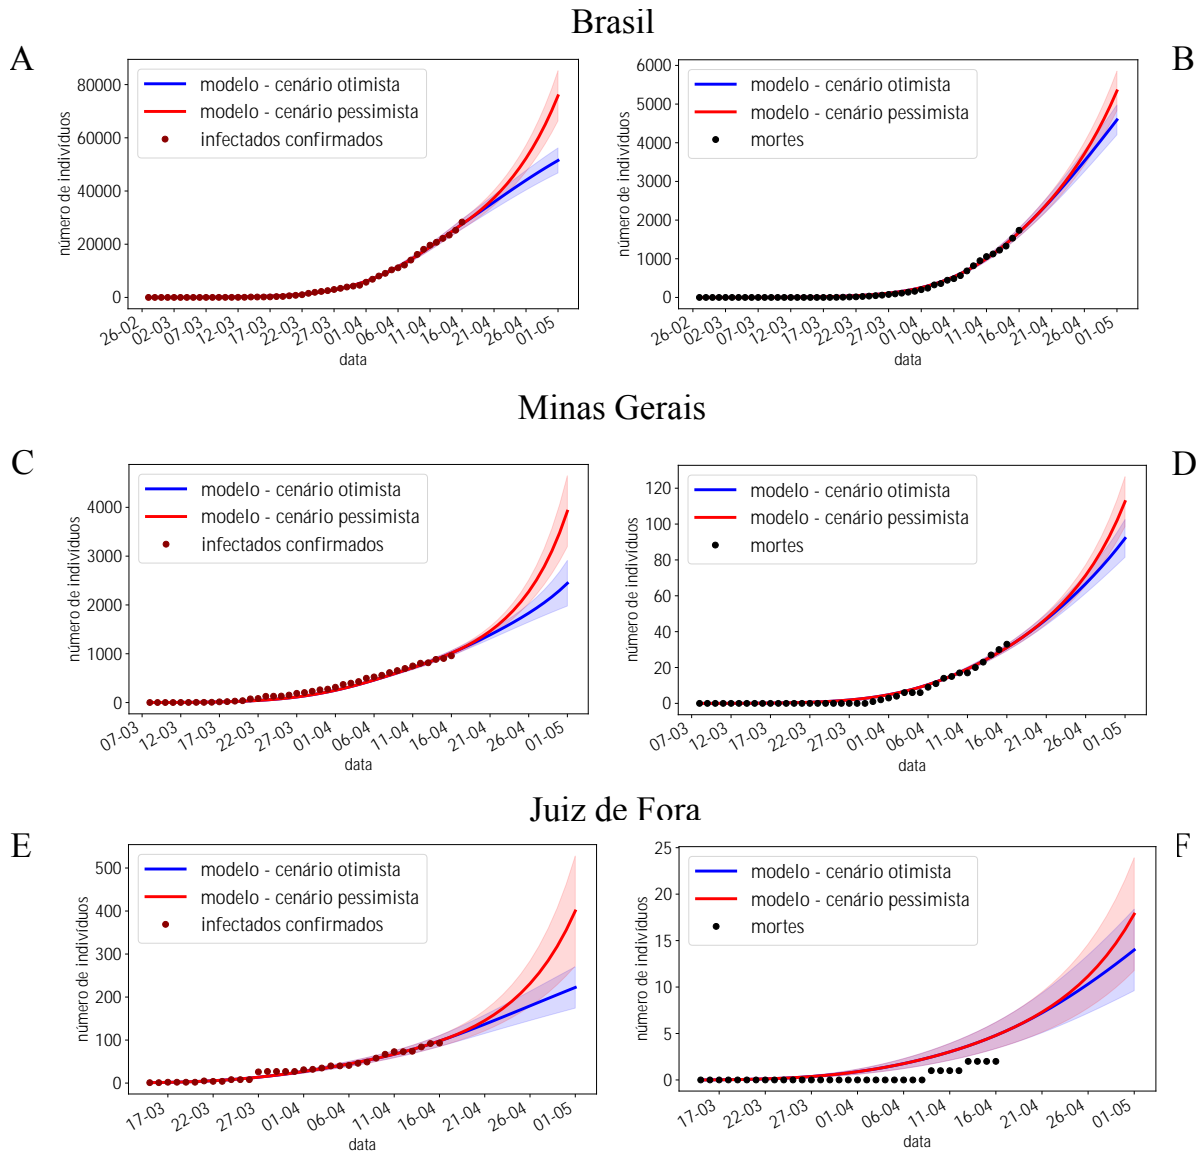 Brasil
A
80000
60000
40000
20000
0
número de indivíduos
modelo - cenário otimista
modelo - cenário pessimista
infectados confirmados
26-02
02-03
07-03
12-03
17-03
22-03
27-03
01-04
06-04
11-04
16-04
21-04
26-04
01-05
data
B
6000
5000
4000
3000
2000
1000
0
número de indivíduos
modelo - cenário otimista
modelo - cenário pessimista
mortes
26-02
02-03
07-03
12-03
17-03
22-03
27-03
01-04
06-04
11-04
16-04
21-04
26-04
01-05
data
Minas Gerais
C
4000
3000
2000
1000
0
número de indivíduos
modelo - cenário otimista
modelo - cenário pessimista
infectados confirmados
07-03
12-03
17-03
22-03
27-03
01-04
06-04
11-04
16-04
21-04
26-04
01-05
data
D
120
100
80
60
40
20
0
número de indivíduos
modelo - cenário otimista
modelo - cenário pessimista
mortes
07-03
12-03
17-03
22-03
27-03
01-04
06-04
11-04
16-04
21-04
26-04
01-05
data
Juiz de Fora
E
500
400
300
200
100
0
número de indivíduos
modelo - cenário otimista
modelo - cenário pessimista
infectados confirmados
17-03
22-03
27-03
01-04
06-04
11-04
16-04
21-04
26-04
01-05
data
F
25
20
15
10
5
0
número de indivíduos
modelo - cenário otimista
modelo - cenário pessimista
mortes
17-03
22-03
27-03
01-04
06-04
11-04
16-04
21-04
26-04
01-05
data